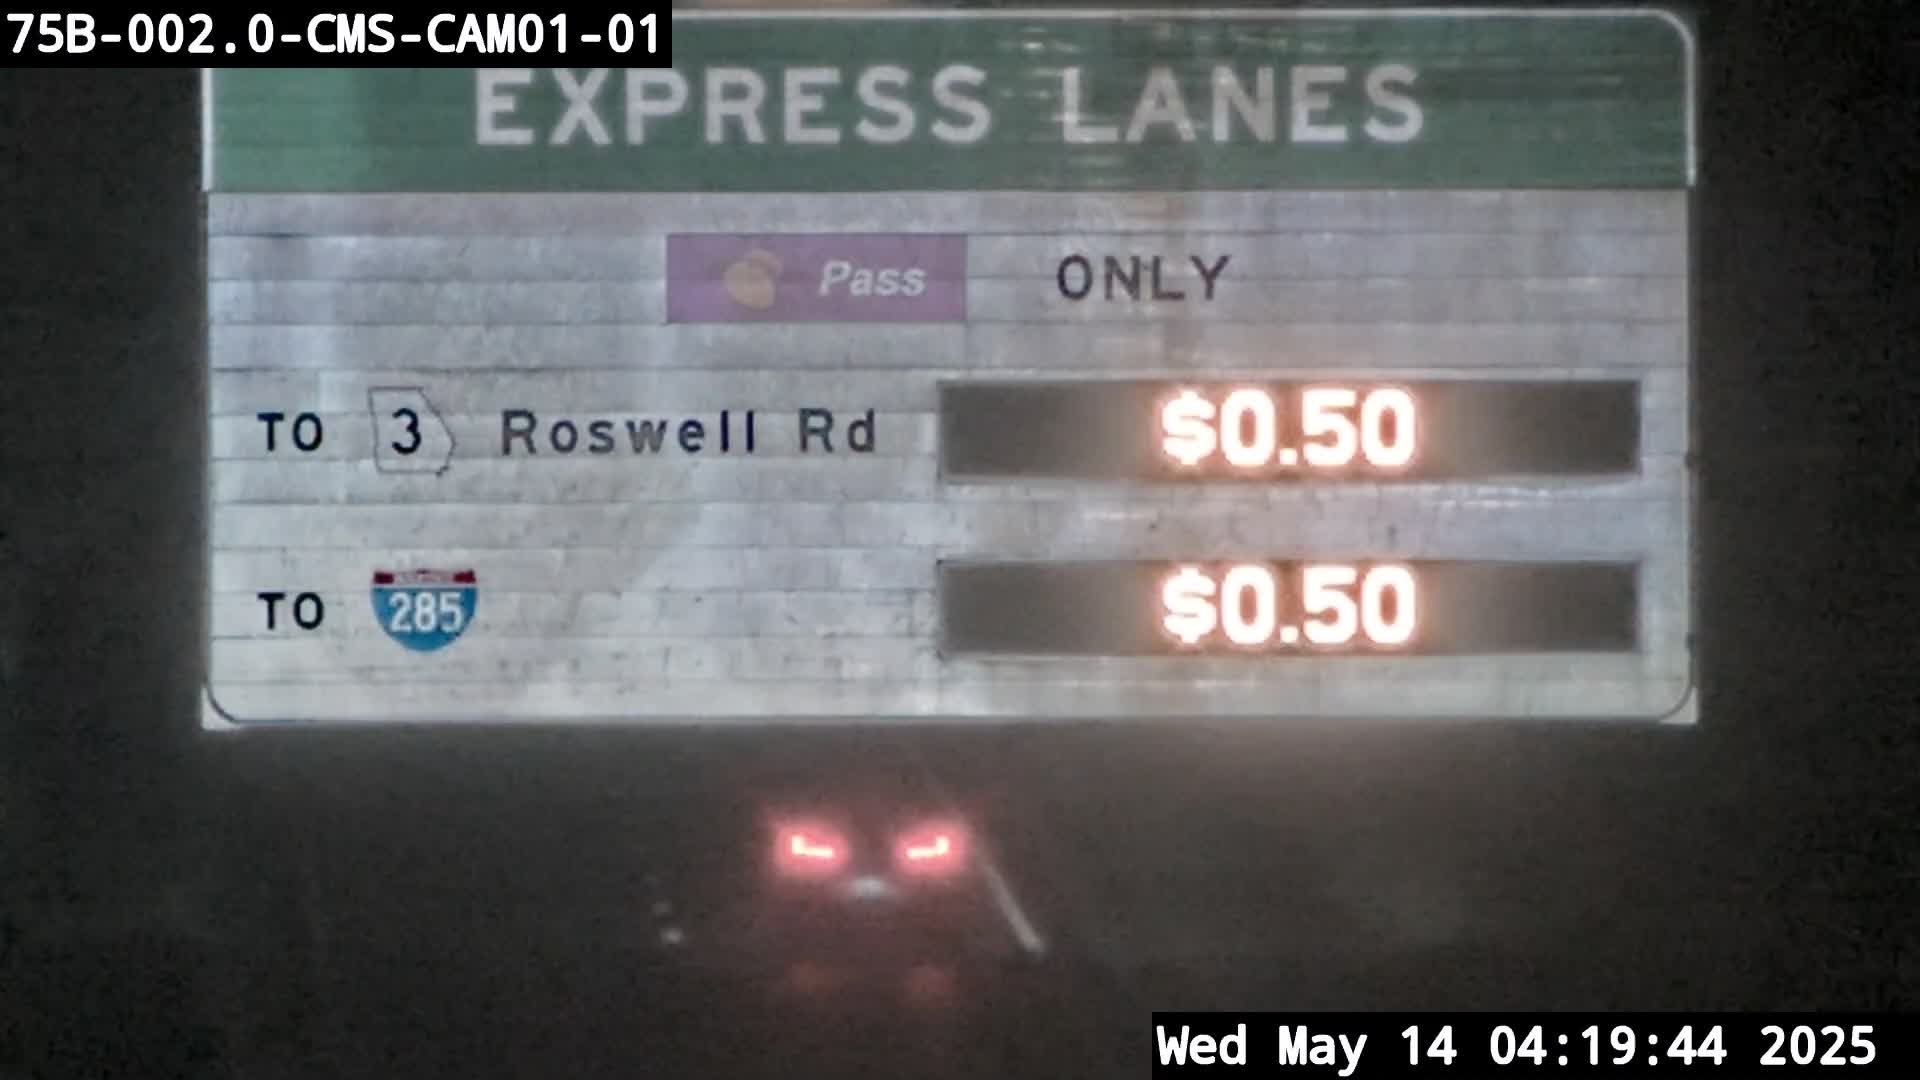 75B-002.0-CMS-CAM01-01
EXPRESS LANES
Pass ONLY
TO 3 Roswell Rd $0.50
TO 285 $0.50
Wed May 14 04:19:44 2025